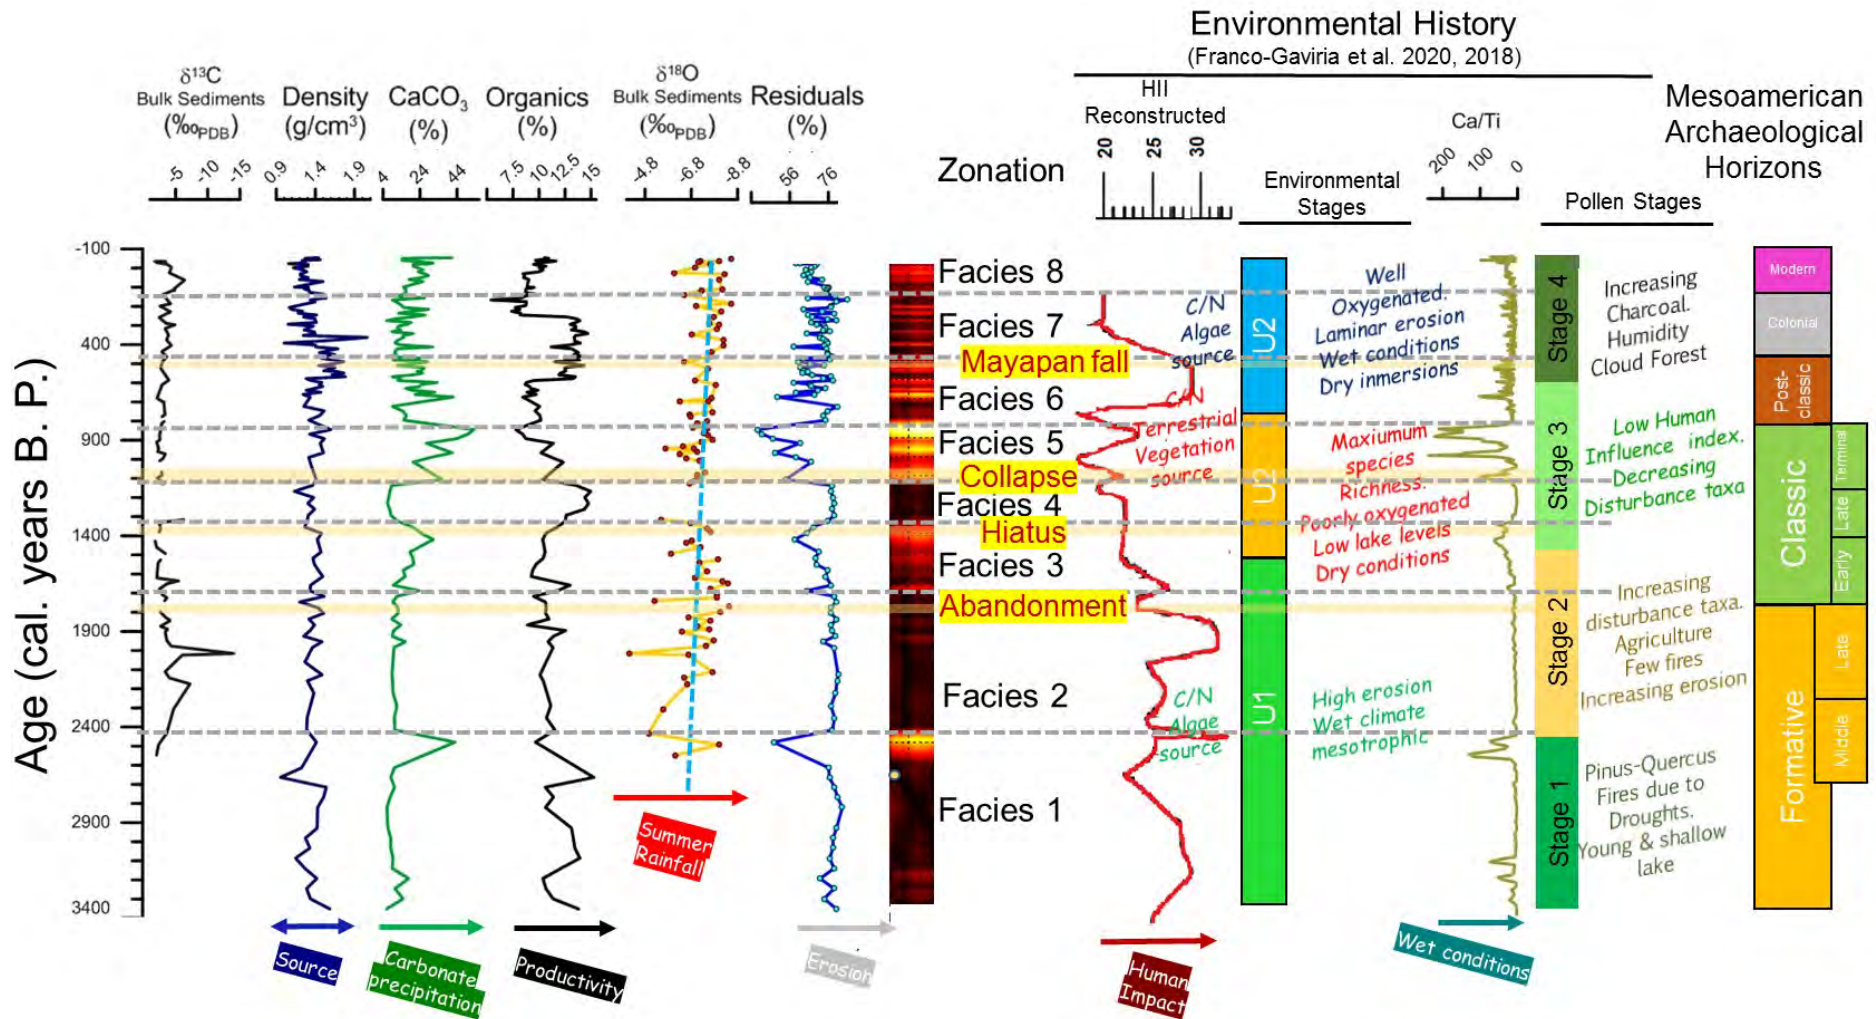 Environmental History
(Franco-Gaviria et al. 2020, 2018)
δ¹³C
Bulk Sediments
(‰PDB)
Density
(g/cm³)
CaCO₃
(%)
Organics
(%)
δ¹⁸O
Bulk Sediments
(‰PDB)
Residuals
(%)
Zonation
HII
Reconstructed
Environmental
Stages
Ca/Ti
Pollen Stages
Mesoamerican
Archaeological
Horizons
-5 -10 -15
0.9 1.4 1.9
4 24 44
7.5 10 12.5 15
-4.8 -6.8 -8.8
56 76
20 25 30
200 100 0
Age (cal. years B. P.)
-100
400
900
1400
1900
2400
2900
3400
Facies 8
Facies 7
Mayapan fall
Facies 6
Facies 5
Collapse
Facies 4
Hiatus
Facies 3
Abandonment
Facies 2
Facies 1
C/N
Algae
source
C/N
Terrestrial
Vegetation
source
C/N
Algae
source
U2
U2
U1
Well
Oxygenated.
Laminar erosion
Wet conditions
Dry inmersions
Maxiumum
species
Richness.
Poorly oxygenated
Low lake levels
Dry conditions
High erosion
Wet climate
mesotrophic
Stage 4
Stage 3
Stage 2
Stage 1
Increasing
Charcoal.
Humidity
Cloud Forest
Low Human
Influence index.
Decreasing
Disturbance taxa
Increasing
disturbance taxa.
Agriculture
Few fires
Increasing erosion
Pinus-Quercus
Fires due to
Droughts.
Young & shallow
lake
Modern
Colonial
Post-
classic
Classic
Terminal
Late
Early
Formative
Late
Middle
Source
Carbonate
precipitation
Productivity
Summer
Rainfall
Erosion
Human
Impact
Wet conditions